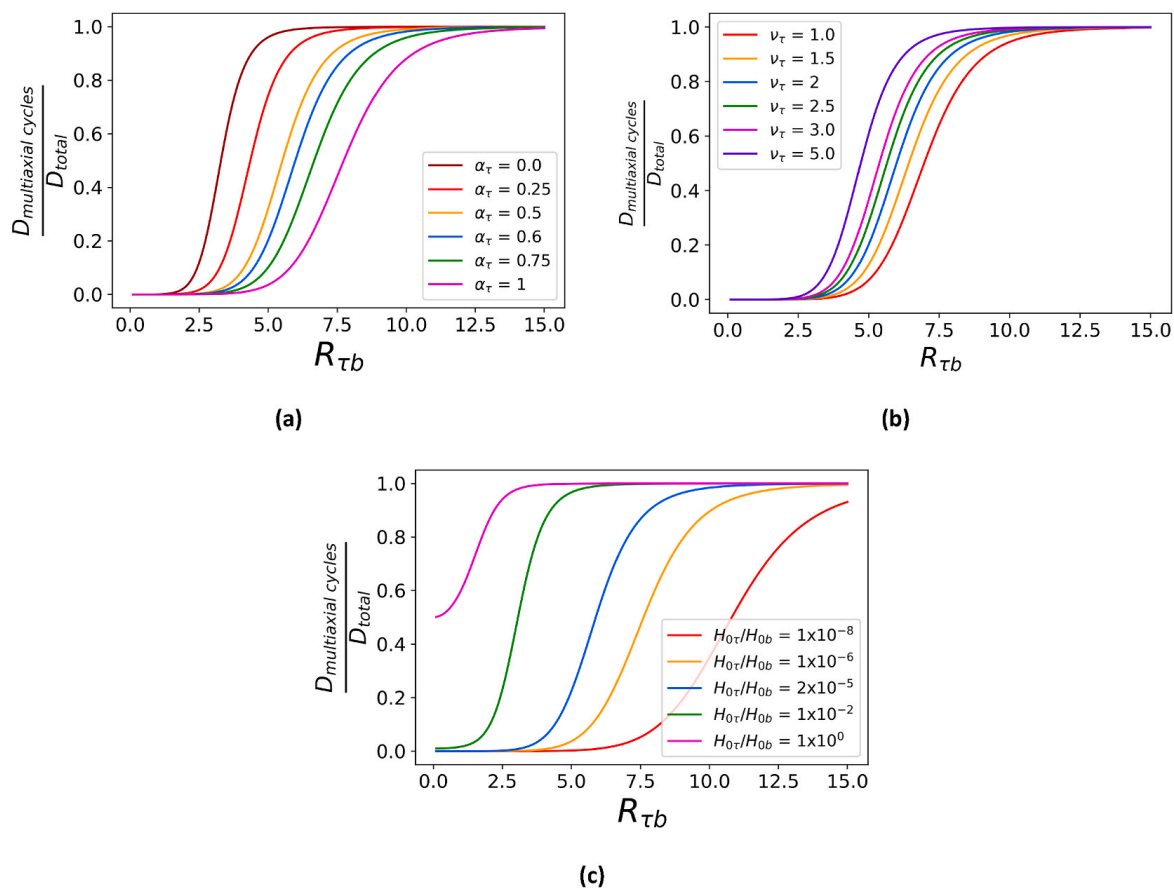 1.0
0.8
0.6
0.4
0.2
0.0
D_multiaxial cycles
D_total
α_τ = 0.0
α_τ = 0.25
α_τ = 0.5
α_τ = 0.6
α_τ = 0.75
α_τ = 1
0.0 2.5 5.0 7.5 10.0 12.5 15.0
R_τb
(a)
1.0
0.8
0.6
0.4
0.2
0.0
D_multiaxial cycles
D_total
ν_τ = 1.0
ν_τ = 1.5
ν_τ = 2
ν_τ = 2.5
ν_τ = 3.0
ν_τ = 5.0
0.0 2.5 5.0 7.5 10.0 12.5 15.0
R_τb
(b)
1.0
0.8
0.6
0.4
0.2
0.0
D_multiaxial cycles
D_total
H_0τ/H_0b = 1x10⁻⁸
H_0τ/H_0b = 1x10⁻⁶
H_0τ/H_0b = 2x10⁻⁵
H_0τ/H_0b = 1x10⁻²
H_0τ/H_0b = 1x10⁰
0.0 2.5 5.0 7.5 10.0 12.5 15.0
R_τb
(c)